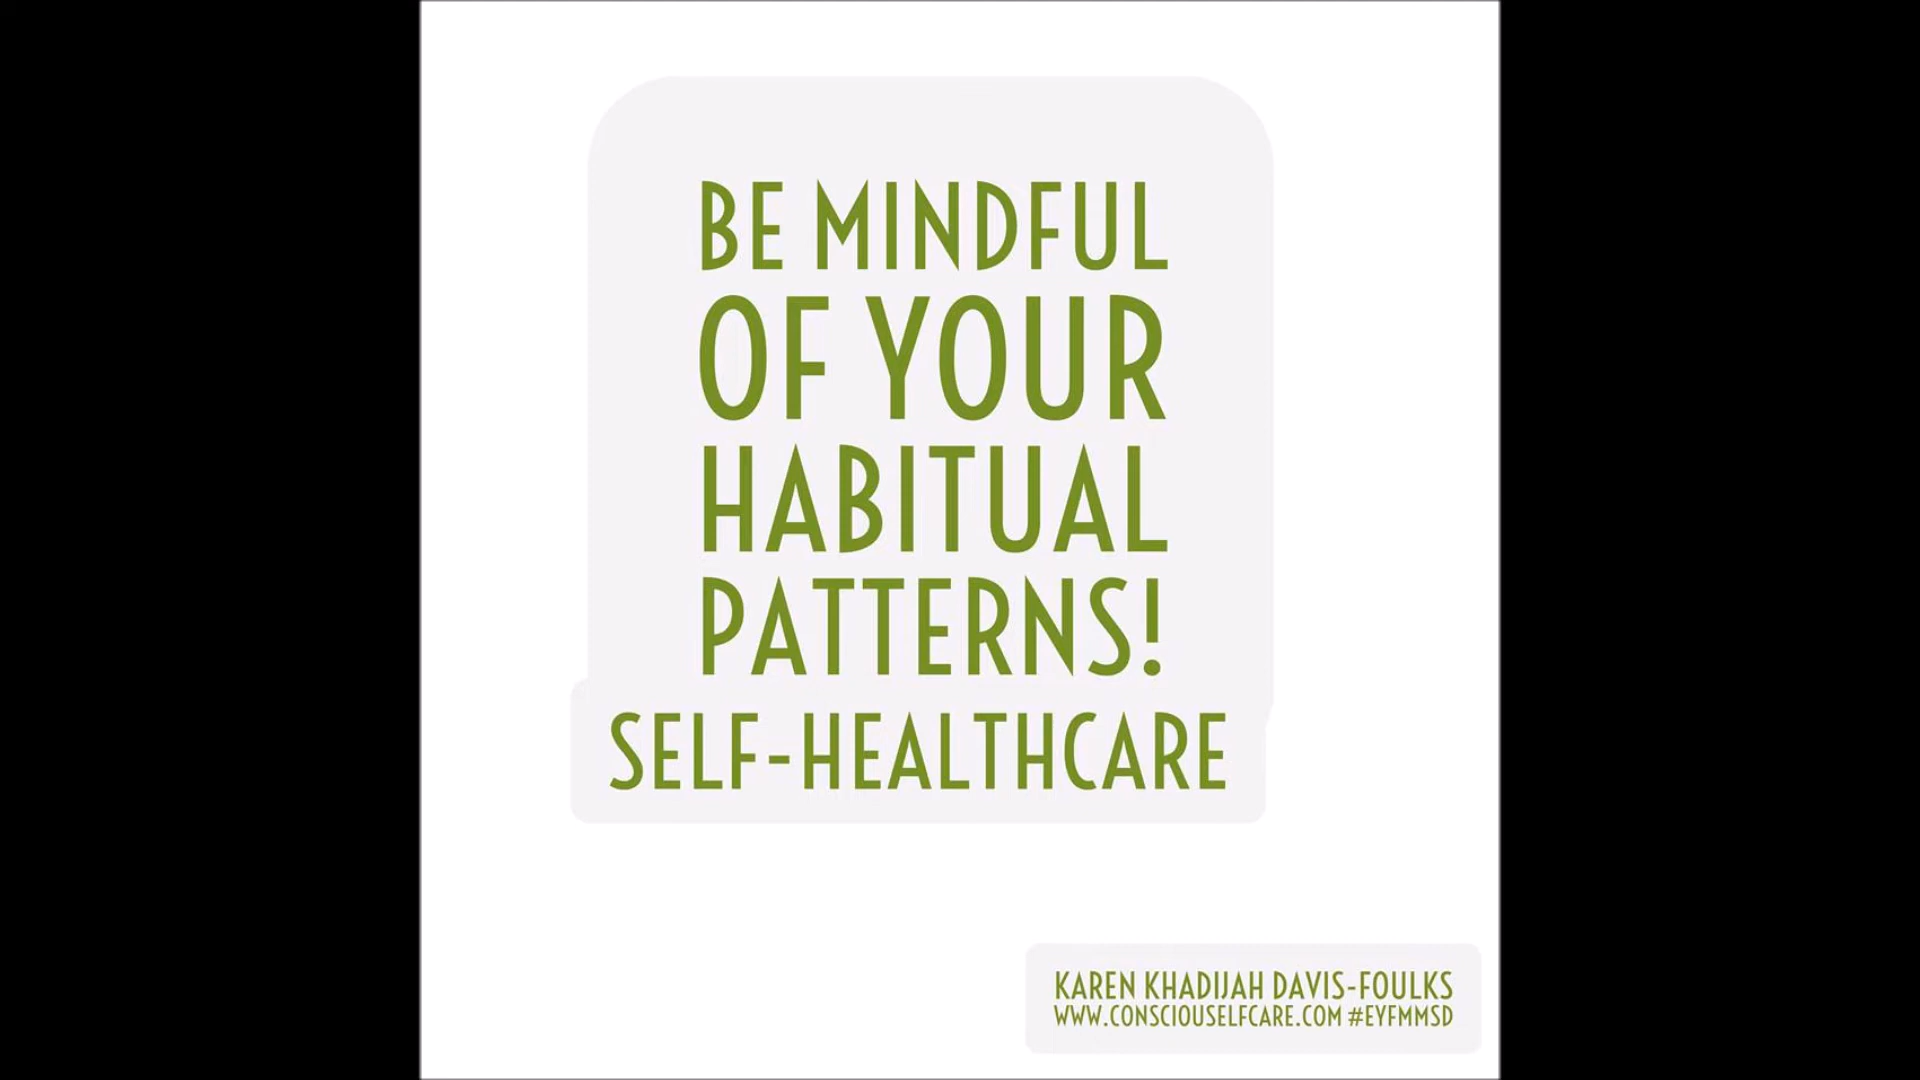 BE MINDFUL
OF YOUR
HABITUAL
PATTERNS!
SELF-HEALTHCARE
KAREN KHADIJAH DAVIS-FOULKS
WWW.CONSCIOUSELFCARE.COM #EYFMMSD